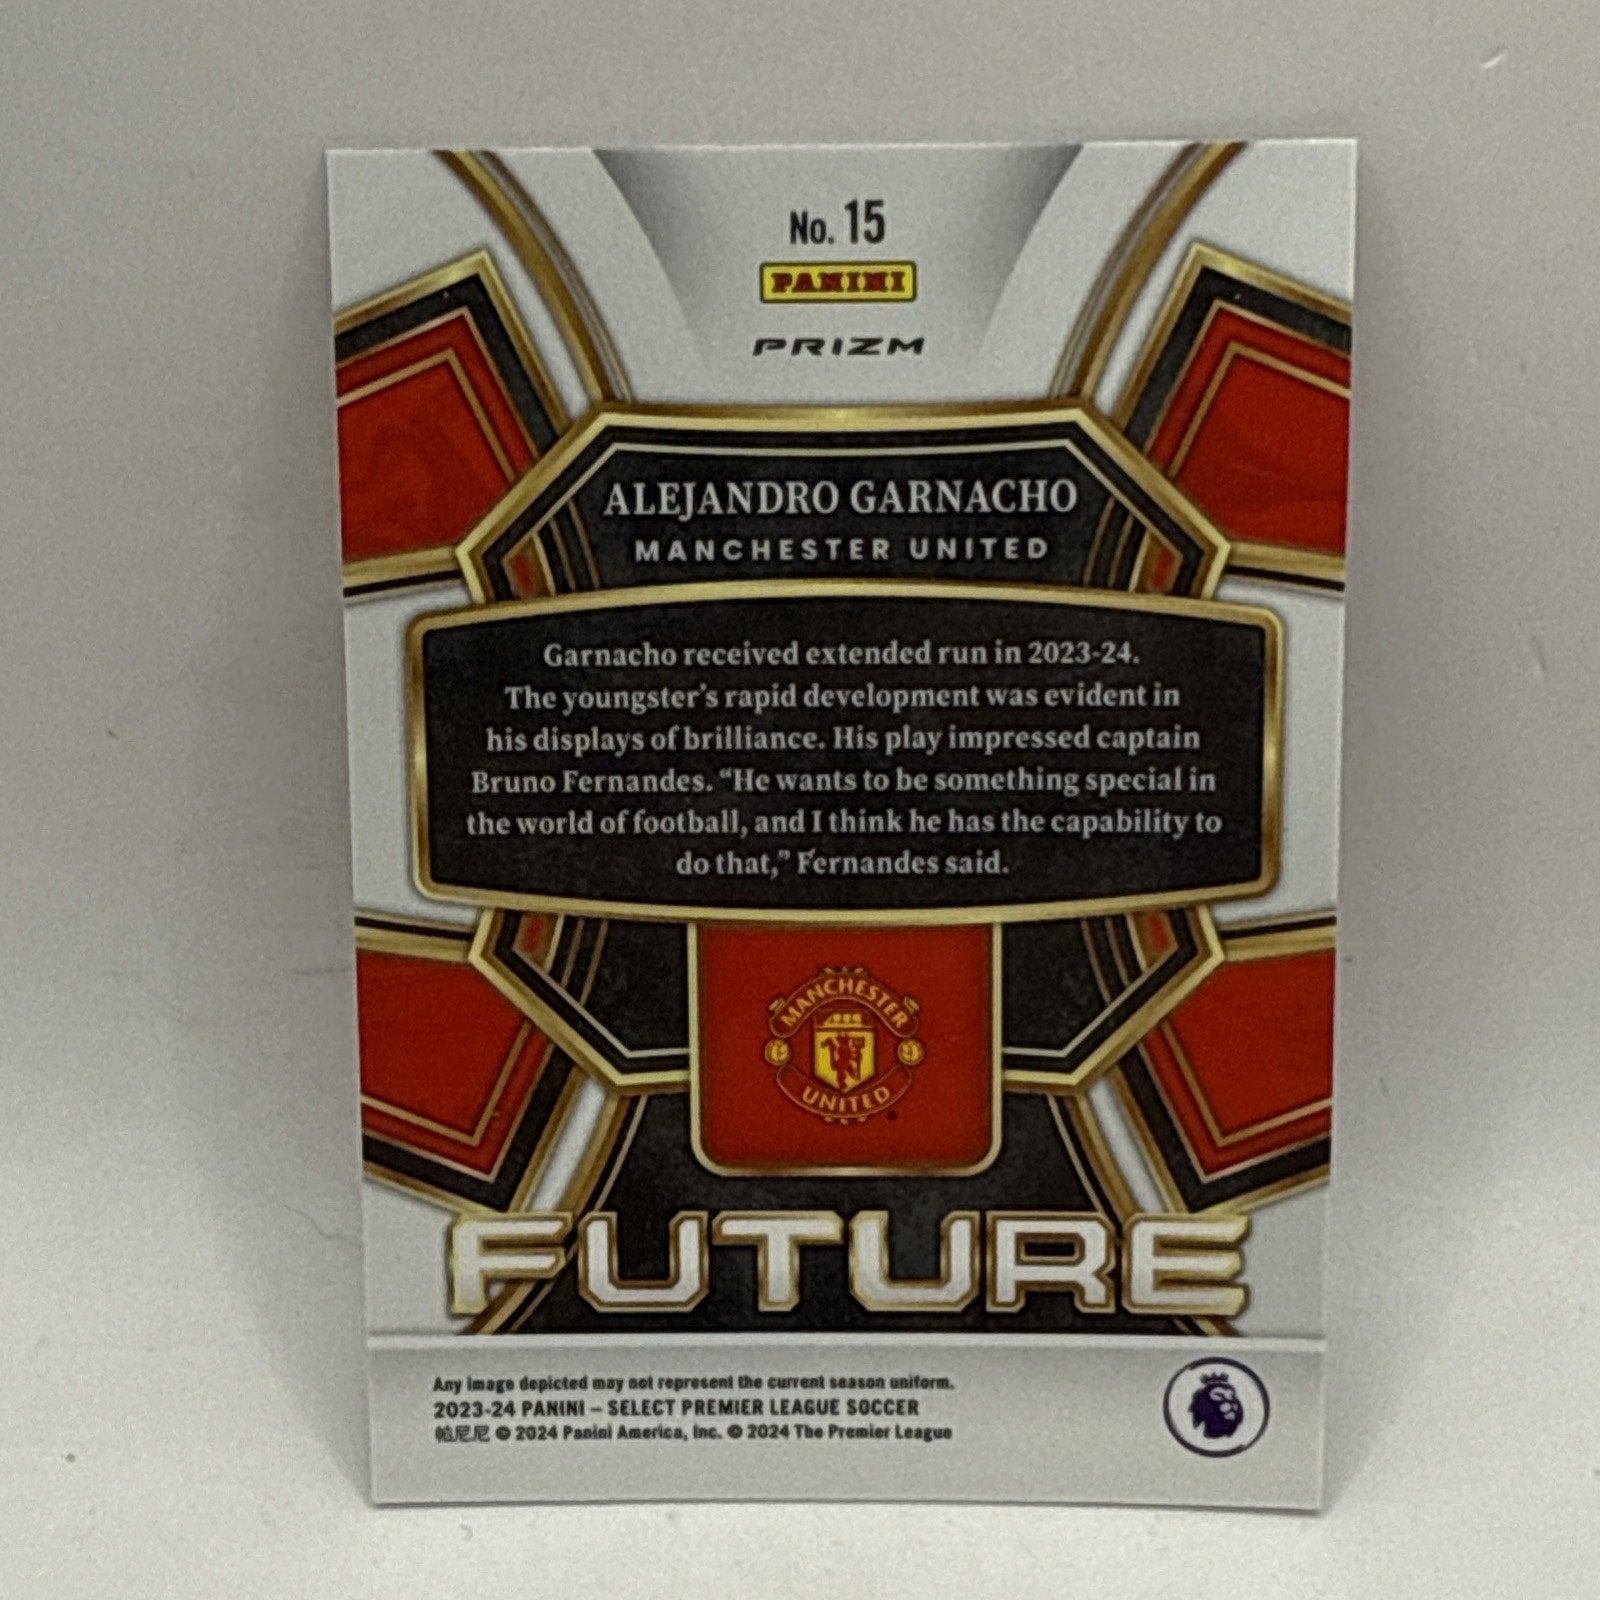 No. 15
PANINI
PRIZM
ALEJANDRO GARNACHO
MANCHESTER UNITED
Garnacho received extended run in 2023-24.
The youngster's rapid development was evident in
his displays of brilliance. His play impressed captain
Bruno Fernandes. “He wants to be something special in
the world of football, and I think he has the capability to
do that,” Fernandes said.
MANCHESTER
UNITED
FUTURE
Any image depicted may not represent the current season uniform.
2023-24 PANINI – SELECT PREMIER LEAGUE SOCCER
帕尼尼 © 2024 Panini America, Inc. © 2024 The Premier League